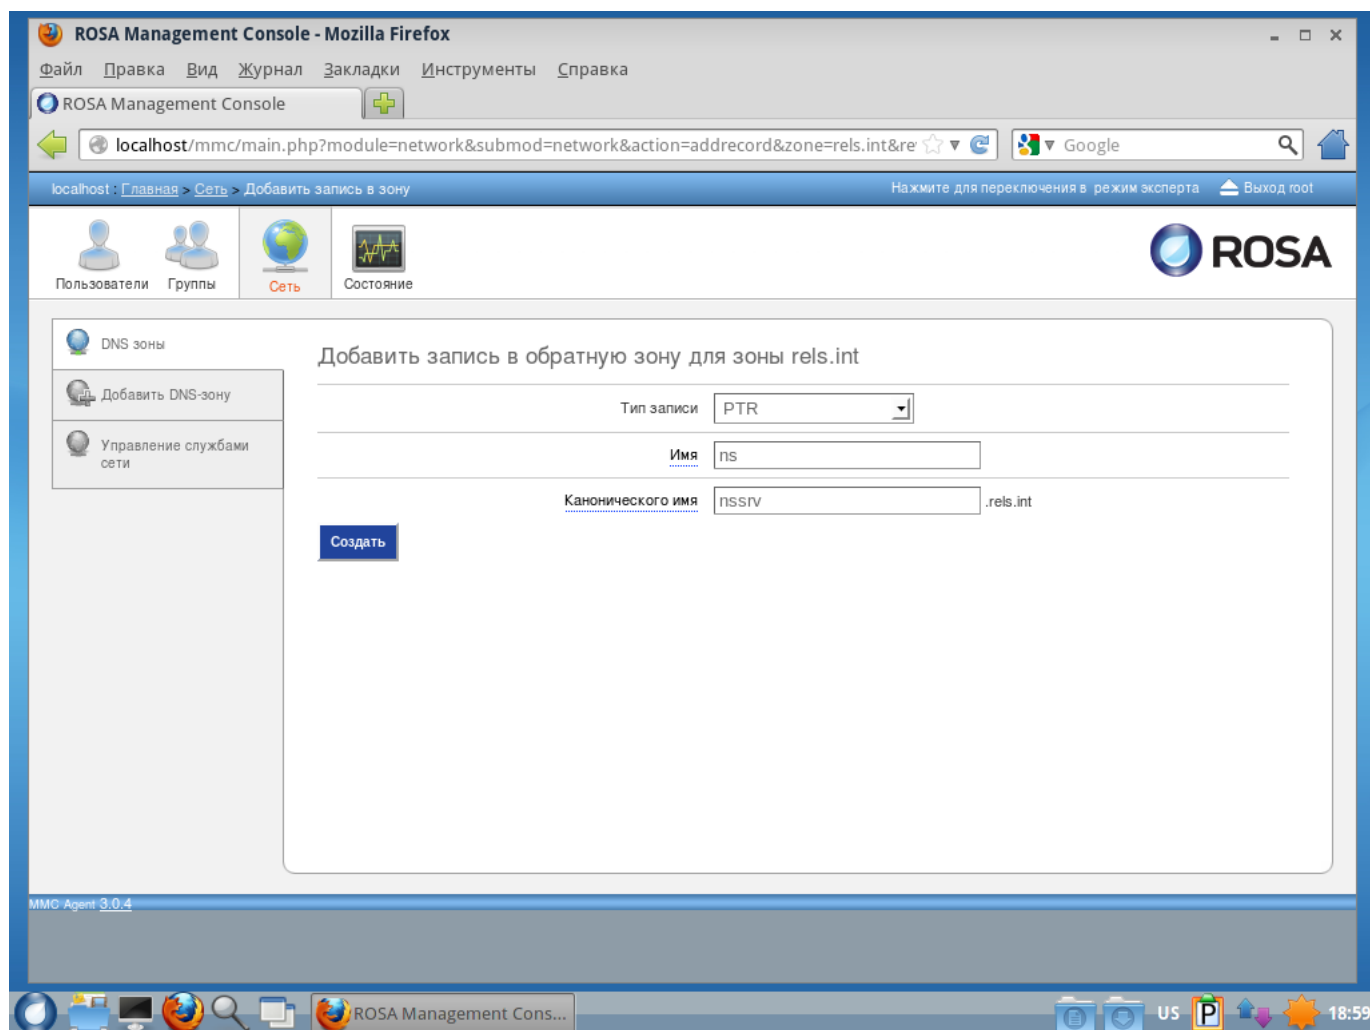 ROSA Management Console - Mozilla Firefox
Файл Правка Вид Журнал Закладки Инструменты Справка
ROSA Management Console
localhost/mmc/main.php?module=network&submod=network&action=addrecord&zone=rels.int&re
Google
localhost : Главная > Сеть > Добавить запись в зону
Нажмите для переключения в режим эксперта
Выход root
Пользователи Группы Сеть Состояние
ROSA
DNS зоны
Добавить DNS-зону
Управление службами
сети
Добавить запись в обратную зону для зоны rels.int
Тип записи PTR
Имя ns
Канонического имя nssrv .rels.int
Создать
MMC Agent 3.0.4
ROSA Management Cons...
US
P
18:59